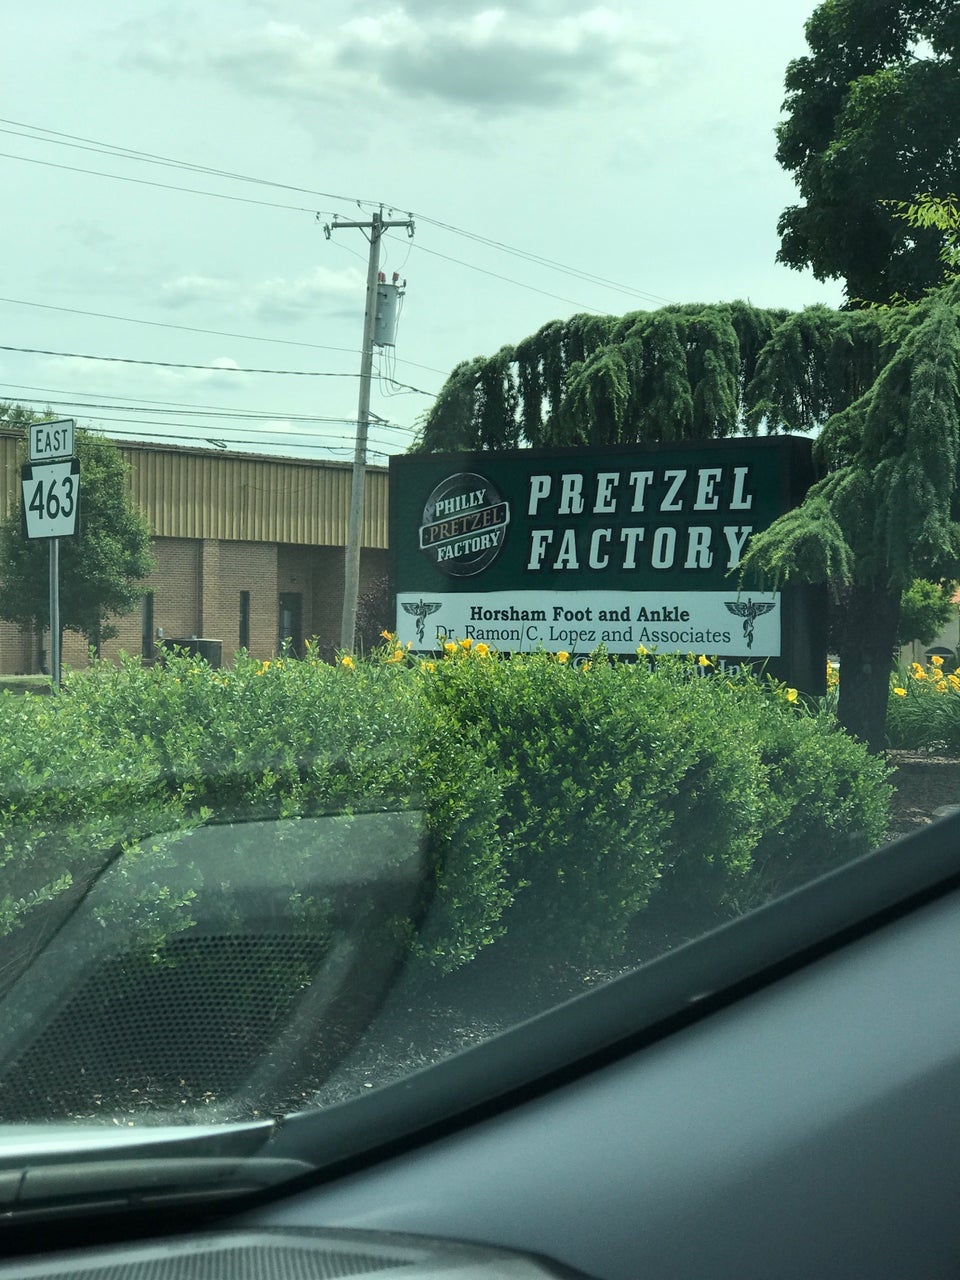 EAST
463
PHILLY
PRETZEL
FACTORY
PRETZEL
FACTORY
Horsham Foot and Ankle
Dr. Ramon C. Lopez and Associates